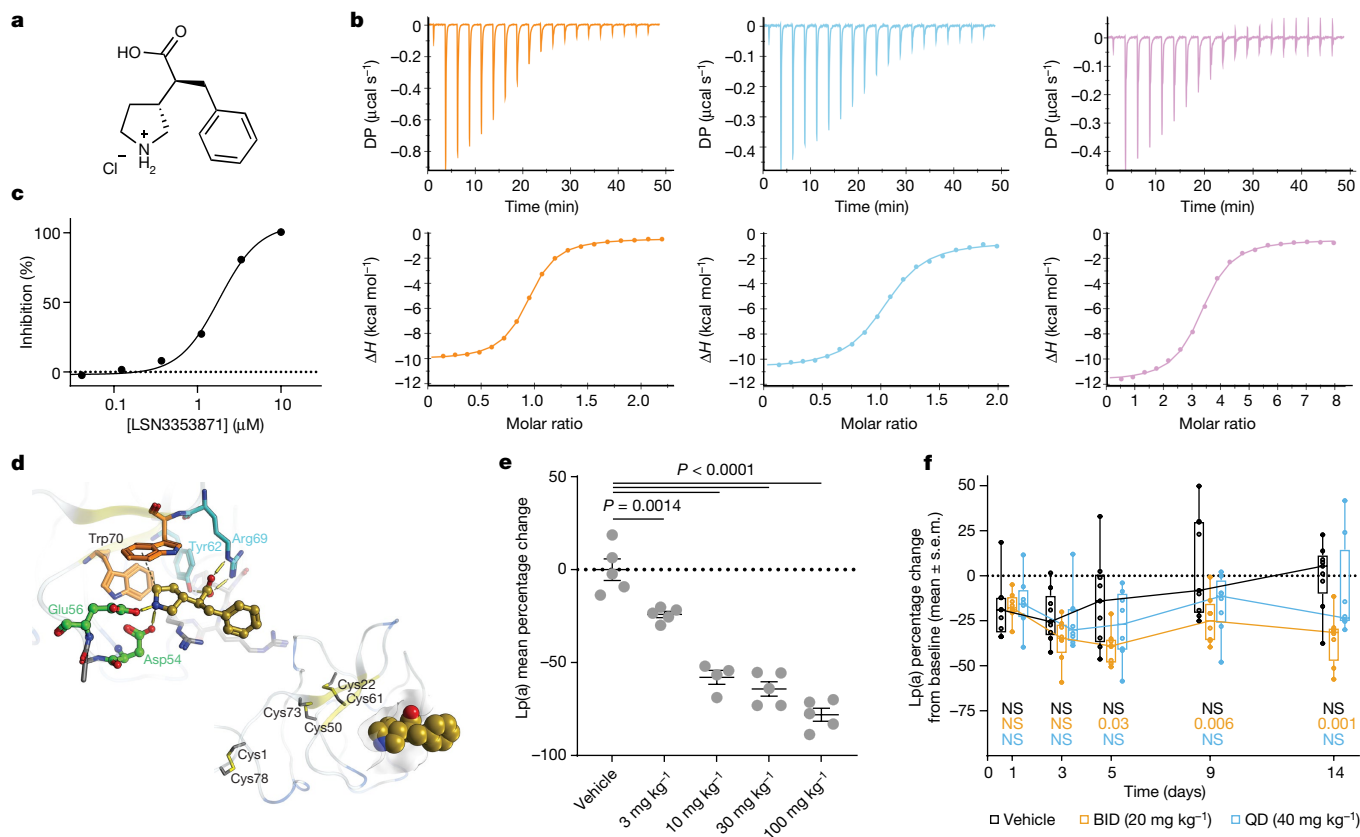 a
HO
O
N
H2
+
Cl−
b
DP (μcal s−1)
0
−0.2
−0.4
−0.6
−0.8
0 10 20 30 40 50
Time (min)
DP (μcal s−1)
0
−0.1
−0.2
−0.3
−0.4
0 10 20 30 40 50
Time (min)
DP (μcal s−1)
0
−0.1
−0.2
−0.3
−0.4
0 10 20 30 40 50
Time (min)
ΔH (kcal mol−1)
0
−2
−4
−6
−8
−10
−12
0 0.5 1.0 1.5 2.0
Molar ratio
ΔH (kcal mol−1)
0
−2
−4
−6
−8
−10
−12
0 0.5 1.0 1.5 2.0
Molar ratio
ΔH (kcal mol−1)
0
−2
−4
−6
−8
−10
−12
0 1 2 3 4 5 6 7 8
Molar ratio
c
Inhibition (%)
100
50
0
0.1 1 10
[LSN3353871] (μM)
d
Trp70
Tyr62
Arg69
Glu56
Asp54
Cys22
Cys61
Cys73
Cys50
Cys1
Cys78
e
Lp(a) mean percentage change
50
0
−50
−100
P < 0.0001
P = 0.0014
Vehicle
3 mg kg−1
10 mg kg−1
30 mg kg−1
100 mg kg−1
f
Lp(a) percentage change
from baseline (mean ± s.e.m.)
50
25
0
−25
−50
−75
NS NS NS NS NS
NS NS 0.03 0.006 0.001
NS NS NS NS NS
0 1 3 5 9 14
Time (days)
Vehicle BID (20 mg kg−1) QD (40 mg kg−1)